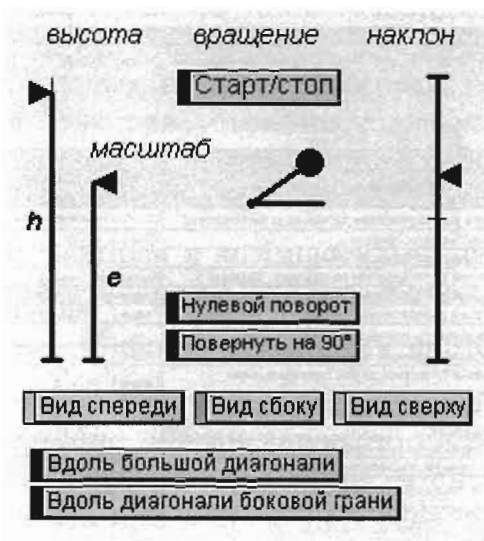 высота вращение наклон
Старт/стоп
масштаб
h
e
Нулевой поворот
Повернуть на 90°
Вид спереди Вид сбоку Вид сверху
Вдоль большой диагонали
Вдоль диагонали боковой грани